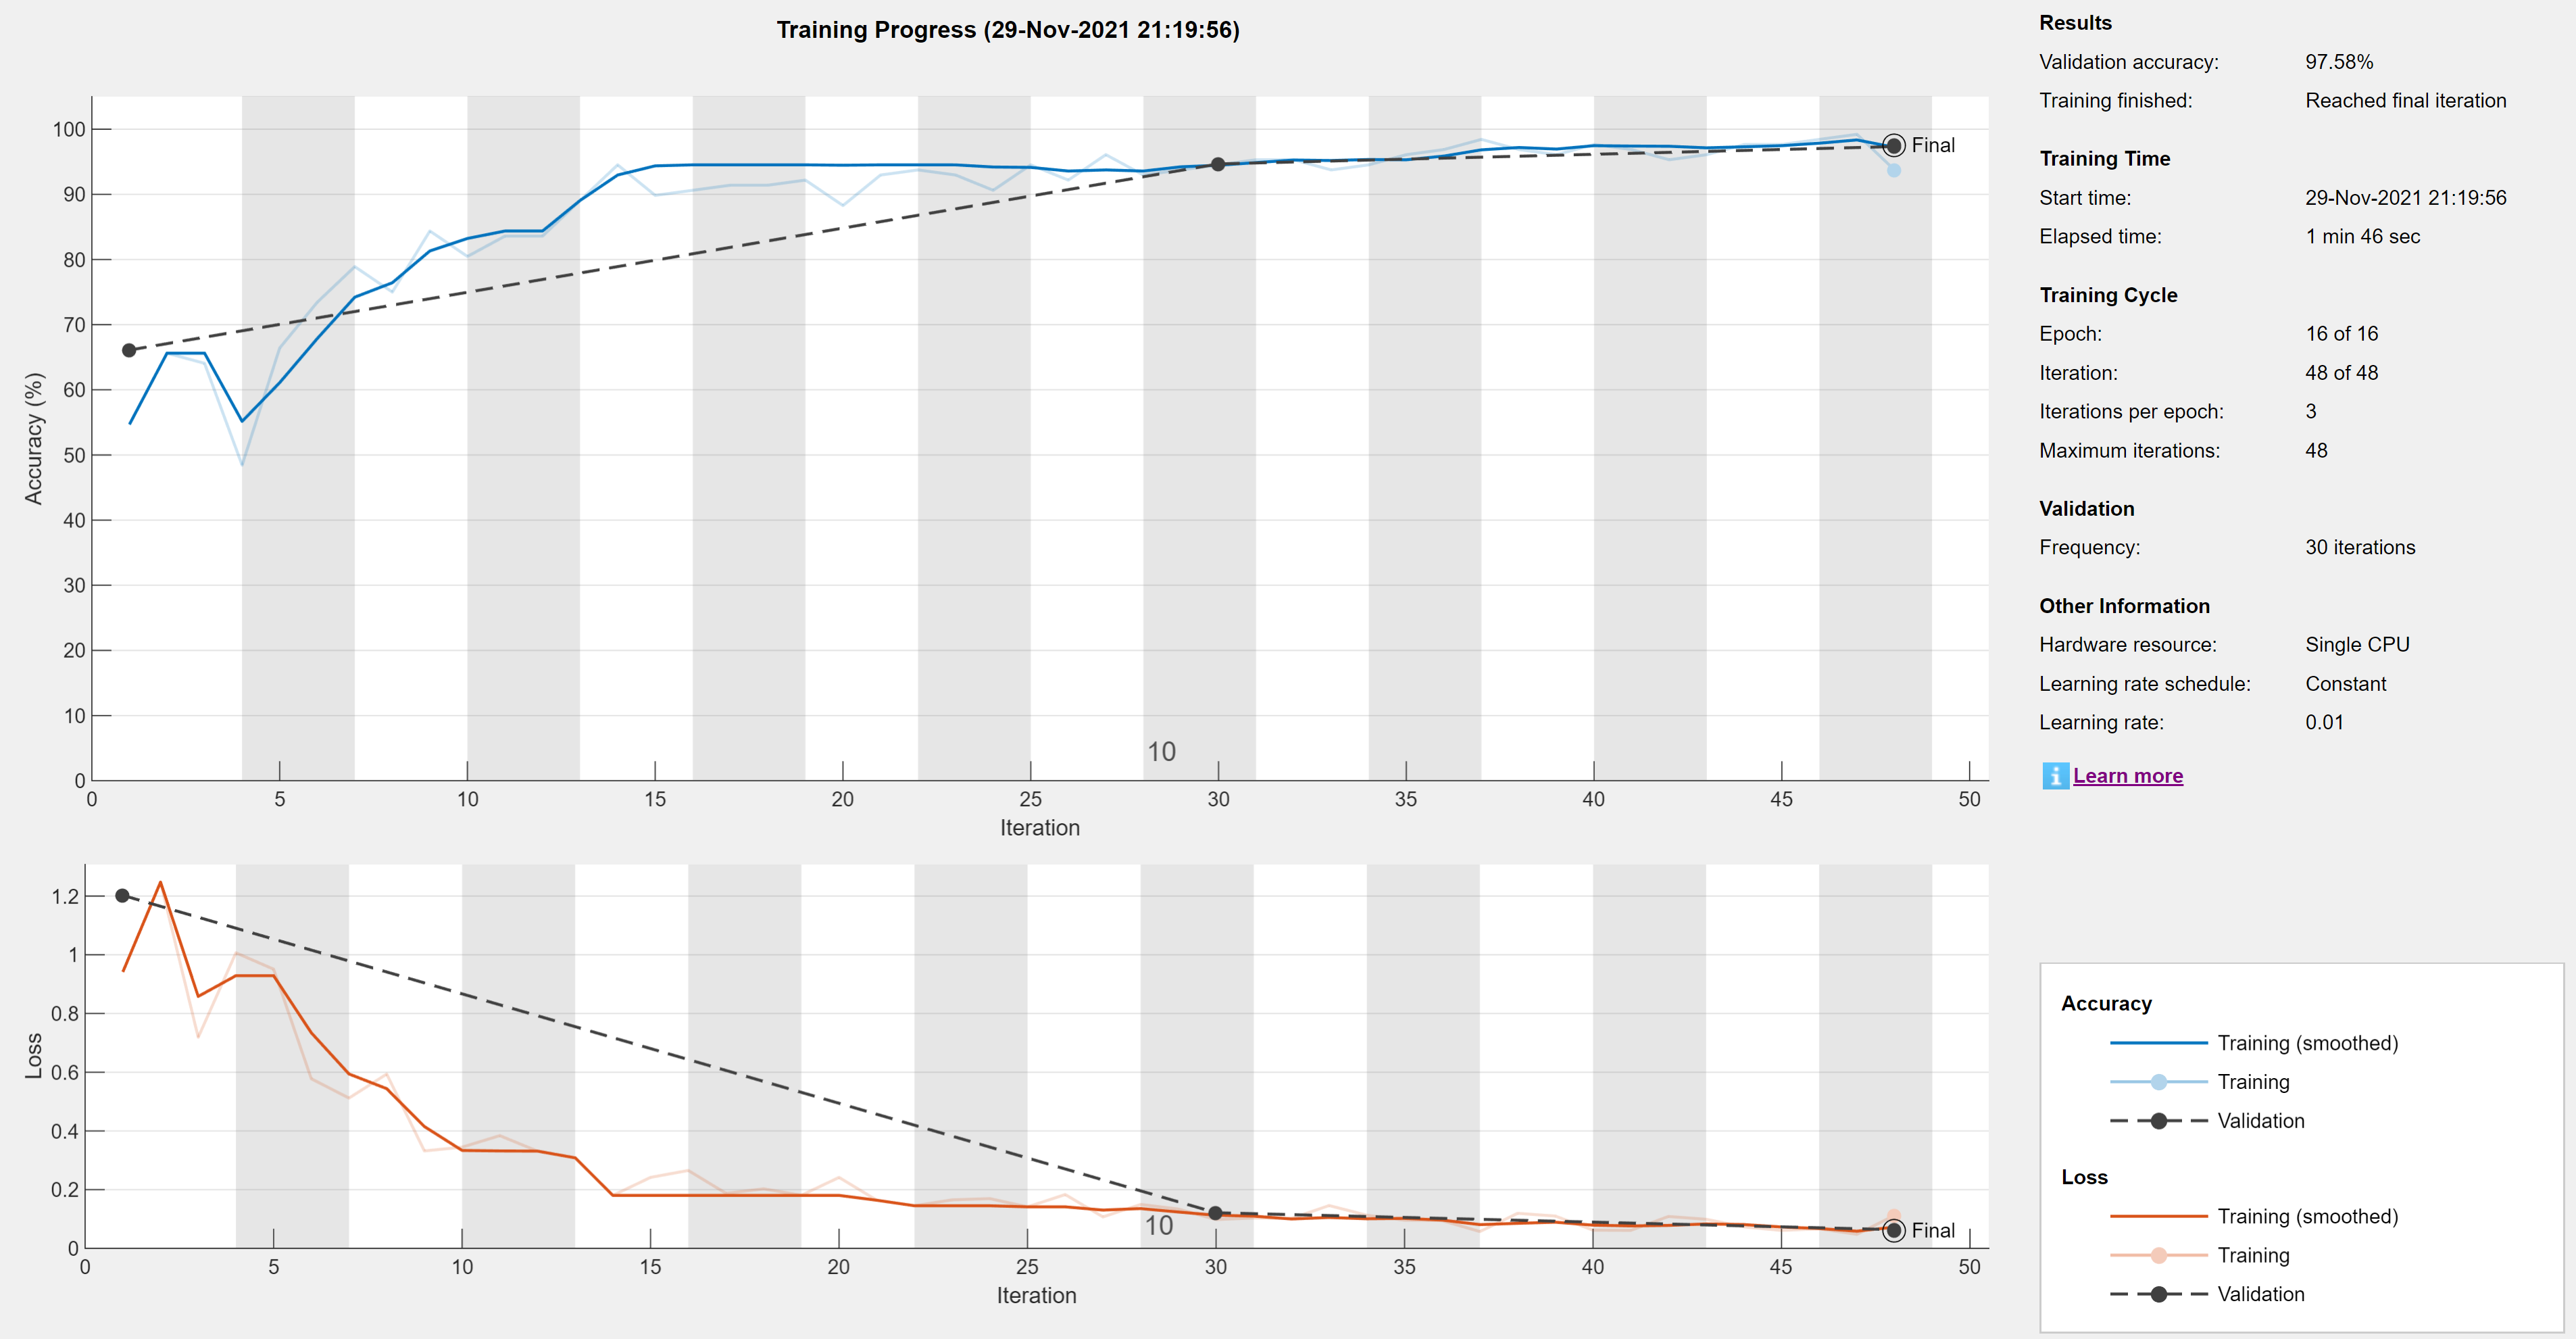 Training Progress (29-Nov-2021 21:19:56)
100
90
80
70
60
50
40
30
20
10
0
Accuracy (%)
10
0 5 10 15 20 25 30 35 40 45 50
Iteration
Final
1.2
1
0.8
0.6
0.4
0.2
0
Loss
10
0 5 10 15 20 25 30 35 40 45 50
Iteration
Final
Results
Validation accuracy: 97.58%
Training finished: Reached final iteration
Training Time
Start time: 29-Nov-2021 21:19:56
Elapsed time: 1 min 46 sec
Training Cycle
Epoch: 16 of 16
Iteration: 48 of 48
Iterations per epoch: 3
Maximum iterations: 48
Validation
Frequency: 30 iterations
Other Information
Hardware resource: Single CPU
Learning rate schedule: Constant
Learning rate: 0.01
i Learn more
Accuracy
Training (smoothed)
Training
Validation
Loss
Training (smoothed)
Training
Validation